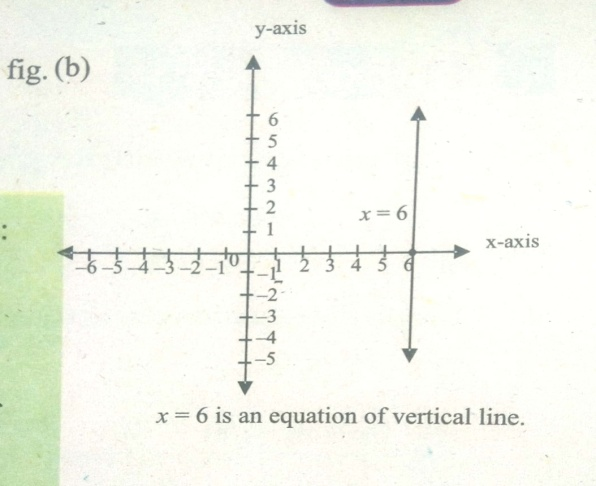 y-axis
fig. (b)
6
5
4
3
2
x = 6
1
x-axis
–6 –5 –4 –3 –2 –1 0 1 2 3 4 5 6
–1
–2
–3
–4
–5
x = 6 is an equation of vertical line.